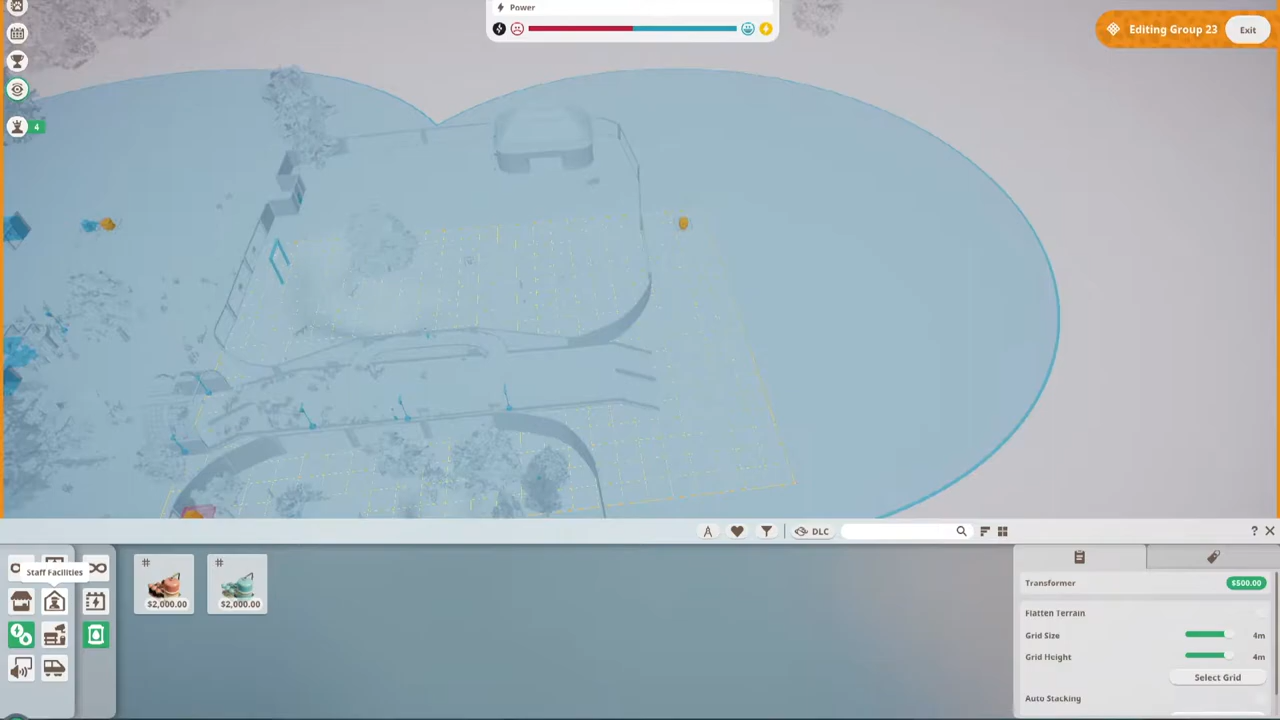 Power
Editing Group 23
Exit
4
DLC
?
Staff Facilities
#
$2,000.00
#
$2,000.00
Transformer
$500.00
Flatten Terrain
Grid Size
4m
Grid Height
4m
Select Grid
Auto Stacking